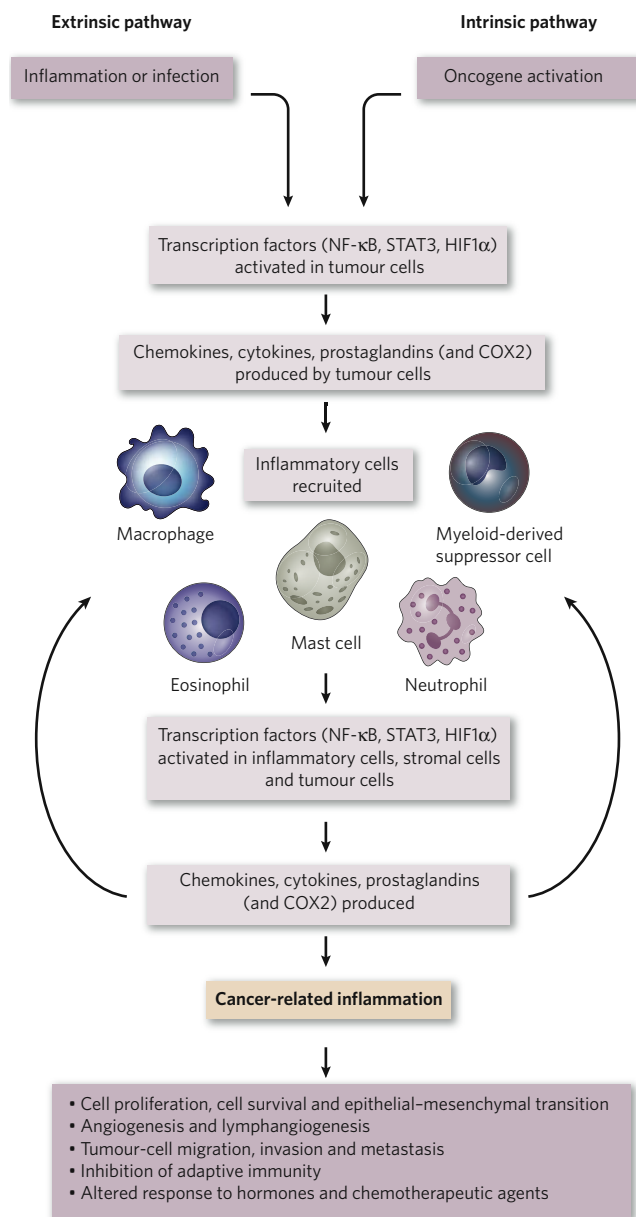 Extrinsic pathway
Intrinsic pathway
Inflammation or infection
Oncogene activation
Transcription factors (NF-κB, STAT3, HIF1α)
activated in tumour cells
Chemokines, cytokines, prostaglandins (and COX2)
produced by tumour cells
Inflammatory cells
recruited
Macrophage
Myeloid-derived
suppressor cell
Mast cell
Eosinophil
Neutrophil
Transcription factors (NF-κB, STAT3, HIF1α)
activated in inflammatory cells, stromal cells
and tumour cells
Chemokines, cytokines, prostaglandins
(and COX2) produced
Cancer-related inflammation
• Cell proliferation, cell survival and epithelial–mesenchymal transition
• Angiogenesis and lymphangiogenesis
• Tumour-cell migration, invasion and metastasis
• Inhibition of adaptive immunity
• Altered response to hormones and chemotherapeutic agents